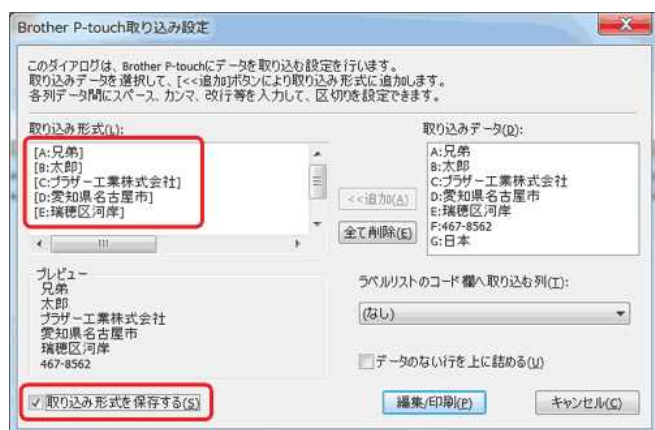 Brother P-touch取り込み設定
このダイアログは、Brother P-touchにデータを取り込む設定を行います。
取り込みデータを選択して、[<<追加]ボタンにより取り込み形式に追加します。
各列データ間にスペース、カンマ、改行等を入力して、区切りを設定できます。
取り込み形式(L):
[A:兄弟]
[B:太郎]
[C:ブラザー工業株式会社]
[D:愛知県名古屋市]
[E:瑞穂区河岸]
<<追加(A)
全て削除(E)
取り込みデータ(D):
A:兄弟
B:太郎
C:ブラザー工業株式会社
D:愛知県名古屋市
E:瑞穂区河岸
F:467-8562
G:日本
プレビュー
兄弟
太郎
ブラザー工業株式会社
愛知県名古屋市
瑞穂区河岸
467-8562
ラベルリストのコード欄へ取り込む列(T):
(なし)
データのない行を上に詰める(U)
取り込み形式を保存する(S)
編集/印刷(P)
キャンセル(C)